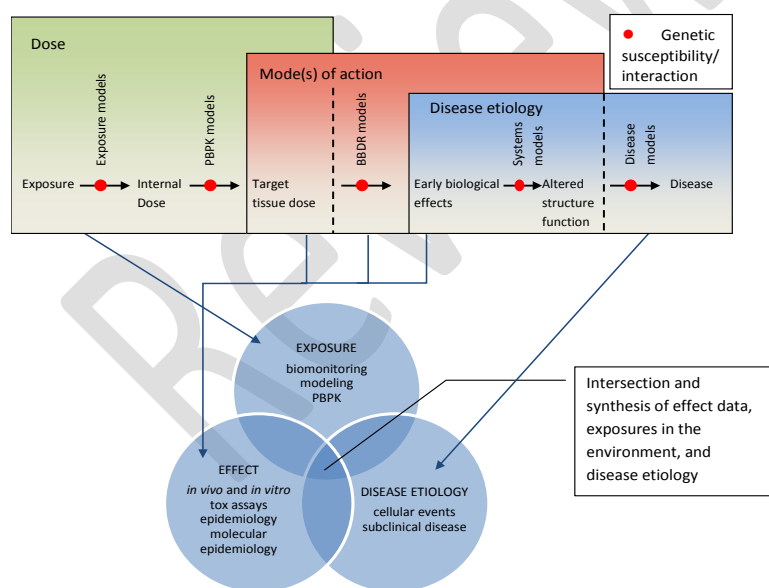 Dose
Genetic
susceptibility/
interaction
Mode(s) of action
Disease etiology
Exposure models
PBPK models
BBDR models
Systems
models
Disease
models
Exposure
Internal
Dose
Target
tissue dose
Early biological
effects
Altered
structure
function
Disease
EXPOSURE
biomonitoring
modeling
PBPK
Intersection and
synthesis of effect data,
exposures in the
environment, and
disease etiology
EFFECT
in vivo and in vitro
tox assays
epidemiology
molecular
epidemiology
DISEASE ETIOLOGY
cellular events
subclinical disease